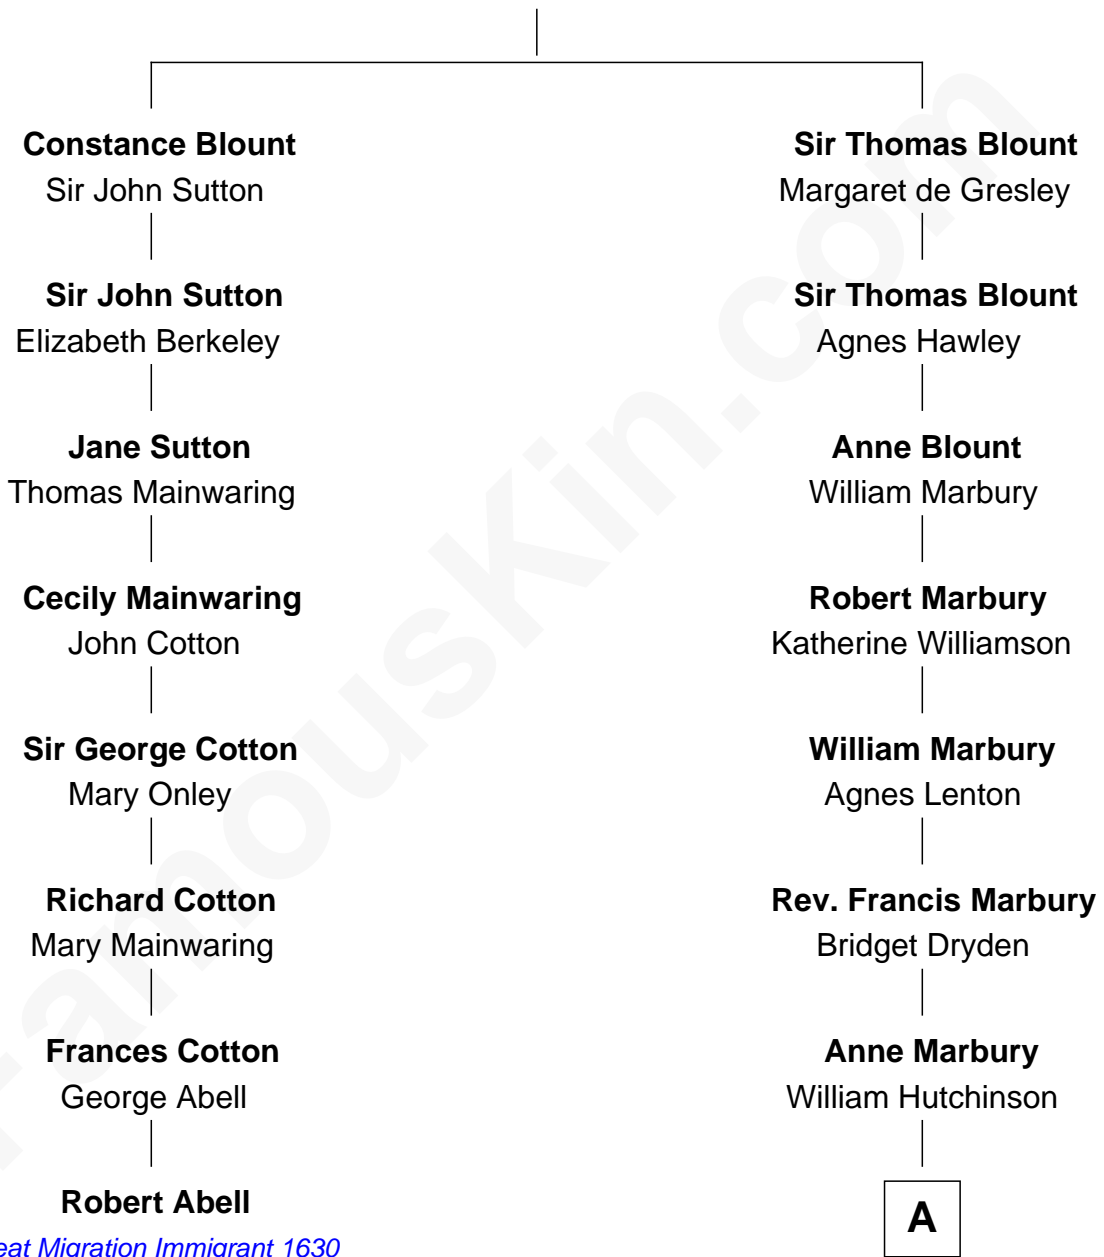 Constance Blount
Sir John Sutton
Sir John Sutton
Elizabeth Berkeley
Jane Sutton
Thomas Mainwaring
Cecily Mainwaring
John Cotton
Sir George Cotton
Mary Onley
Richard Cotton
Mary Mainwaring
Frances Cotton
George Abell
Robert Abell
Migration Immigrant 1630
Sir Thomas Blount
Margaret de Gresley
Sir Thomas Blount
Agnes Hawley
Anne Blount
William Marbury
Robert Marbury
Katherine Williamson
William Marbury
Agnes Lenton
Rev. Francis Marbury
Bridget Dryden
Anne Marbury
William Hutchinson
A
FamousKin.com